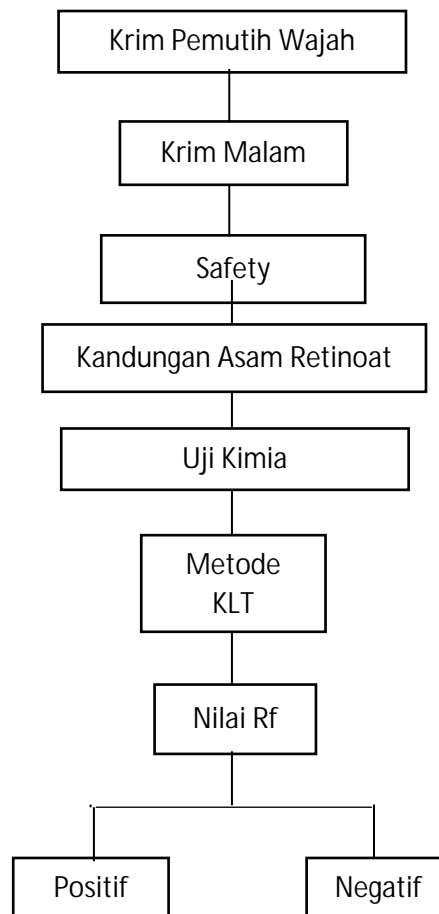 Krim Pemutih Wajah
Krim Malam
Safety
Kandungan Asam Retinoat
Uji Kimia
Metode
KLT
Nilai Rf
Positif
Negatif